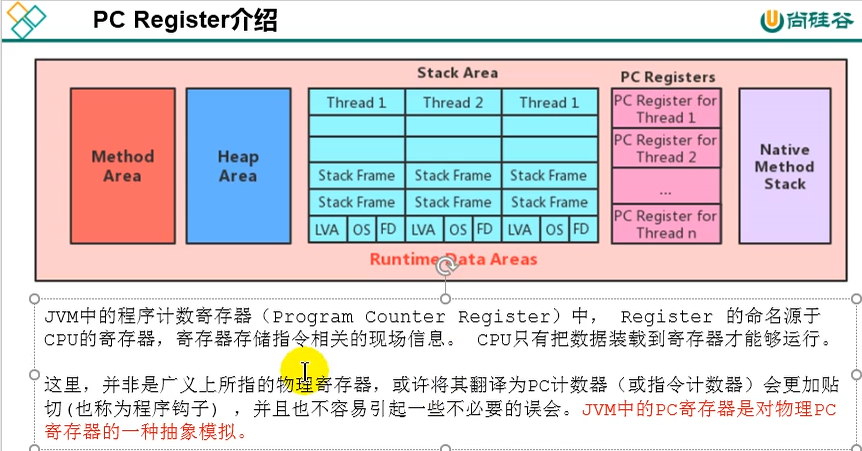 PC Register介绍
尚硅谷
Stack Area
PC Registers
Method
Area
Heap
Area
Thread 1
Thread 2
Thread 1
Stack Frame
Stack Frame
Stack Frame
Stack Frame
Stack Frame
Stack Frame
LVA
OS
FD
LVA
OS
FD
LVA
OS
FD
PC Register for
Thread 1
PC Register for
Thread 2
...
PC Register for
Thread n
Native
Method
Stack
Runtime Data Areas
JVM中的程序计数寄存器（Program Counter Register）中， Register 的命名源于
CPU的寄存器，寄存器存储指令相关的现场信息。 CPU只有把数据装载到寄存器才能够运行。
这里，并非是广义上所指的物理寄存器，或许将其翻译为PC计数器（或指令计数器）会更加贴
切(也称为程序钩子) ，并且也不容易引起一些不必要的误会。JVM中的PC寄存器是对物理PC
寄存器的一种抽象模拟。